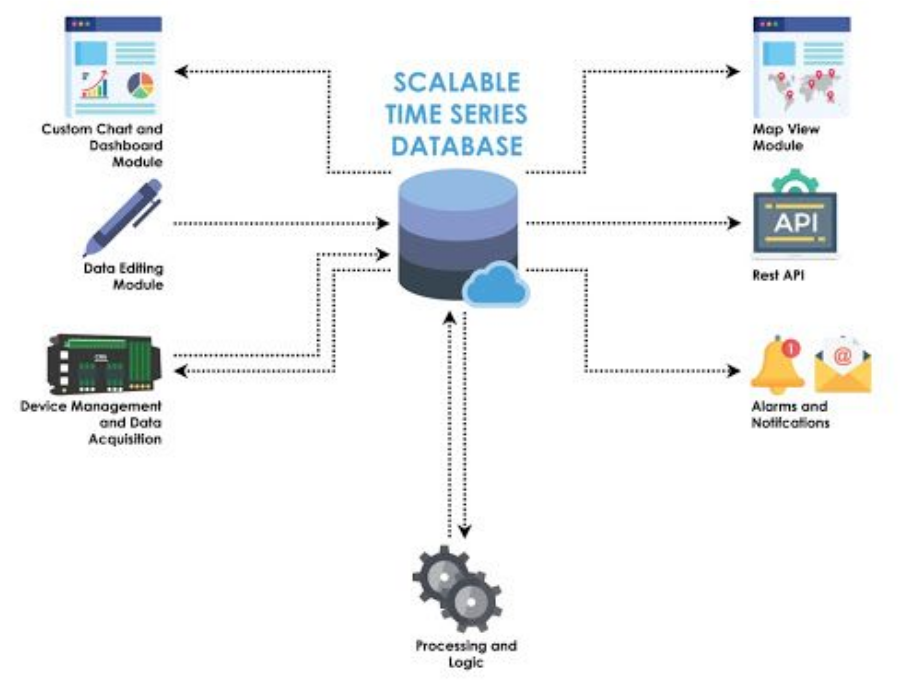 SCALABLE
TIME SERIES
DATABASE
Custom Chart and
Dashboard
Module
Map View
Module
API
Data Editing
Module
Rest API
1
@
Device Management
and Data
Acquisition
Alarms and
Notifcations
Processing and
Logic